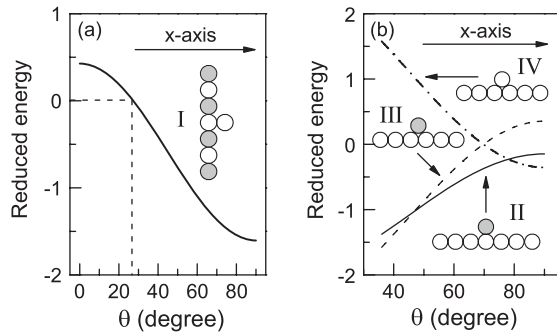 (a)
x-axis
I
Reduced energy
1
0
-1
-2
0 20 40 60 80
θ (degree)
(b)
x-axis
IV
III
II
Reduced energy
2
1
0
-1
-2
40 60 80
θ (degree)